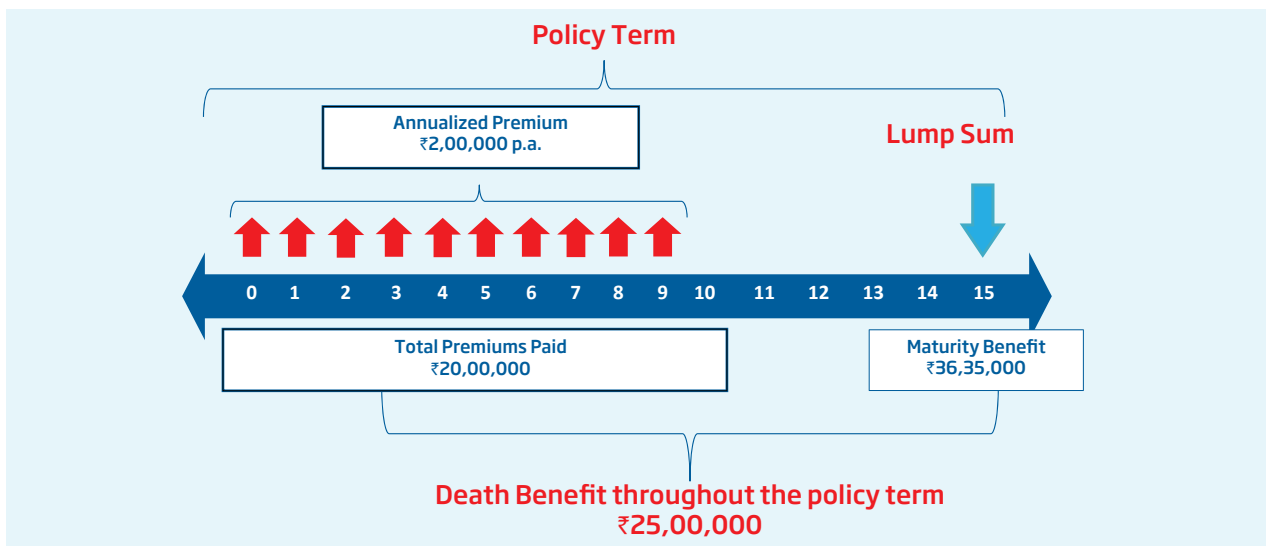 Policy Term
Annualized Premium
₹2,00,000 p.a.
Lump Sum
0 1 2 3 4 5 6 7 8 9 10 11 12 13 14 15
Total Premiums Paid
₹20,00,000
Maturity Benefit
₹36,35,000
Death Benefit throughout the policy term
₹25,00,000